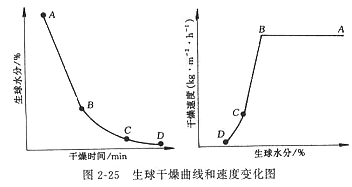 A
B
C
D
生球水分/%
干燥时间/min
B
A
C
D
干燥速度/(kg·m⁻²·h⁻¹)
生球水分/%
图 2-25 生球干燥曲线和速度变化图